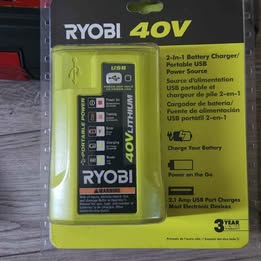 RYOBI 40V
USB
2-in-1 Battery Charger/
Portable USB
Power Source
Source d'alimentation
USB portable et
chargeur de pile 2-en-1
Cargador de batería/
Fuente de alimentación
USB portátil 2-en-1
PORTABLE POWER
40V LITHIUM
Charge Your Battery
Power on the Go
2.1 Amp USB Port Charges
Most Electronic Devices
WARNING
RYOBI
3 YEAR